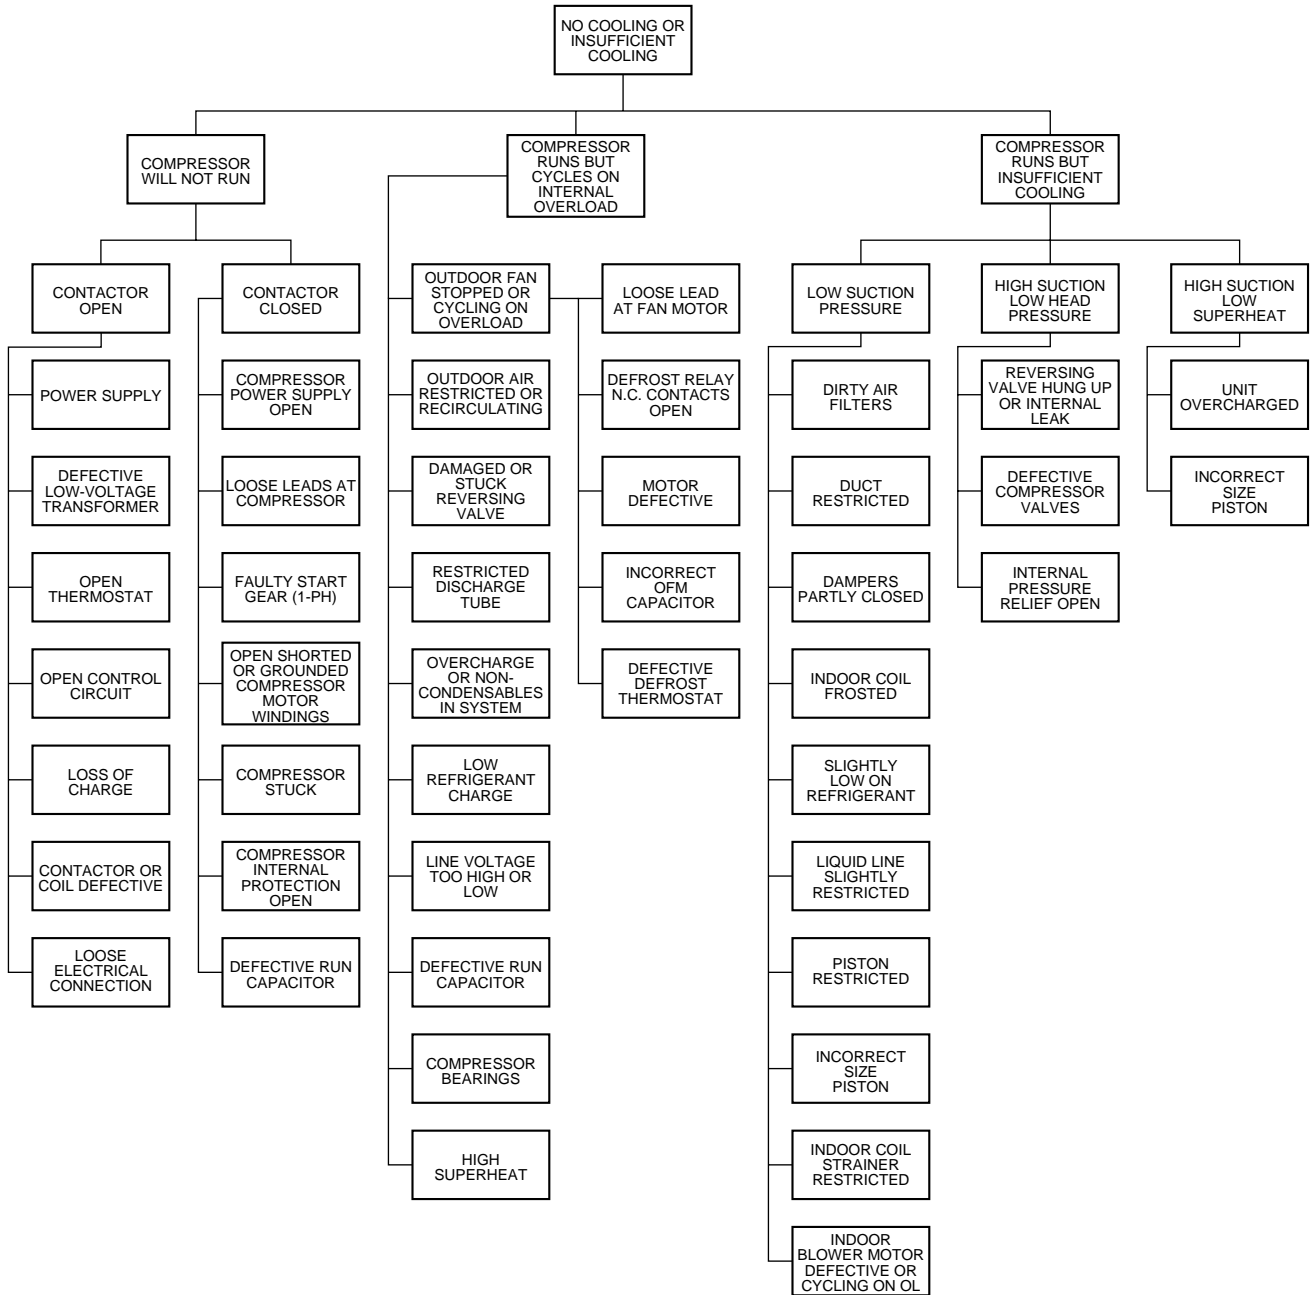 NO COOLING OR
INSUFFICIENT
COOLING
COMPRESSOR
WILL NOT RUN
COMPRESSOR
RUNS BUT
CYCLES ON
INTERNAL
OVERLOAD
COMPRESSOR
RUNS BUT
INSUFFICIENT
COOLING
CONTACTOR
OPEN
POWER SUPPLY
DEFECTIVE
LOW-VOLTAGE
TRANSFORMER
OPEN
THERMOSTAT
OPEN CONTROL
CIRCUIT
LOSS OF
CHARGE
CONTACTOR OR
COIL DEFECTIVE
LOOSE
ELECTRICAL
CONNECTION
CONTACTOR
CLOSED
COMPRESSOR
POWER SUPPLY
OPEN
LOOSE LEADS AT
COMPRESSOR
FAULTY START
GEAR (1-PH)
OPEN SHORTED
OR GROUNDED
COMPRESSOR
MOTOR
WINDINGS
COMPRESSOR
STUCK
COMPRESSOR
INTERNAL
PROTECTION
OPEN
DEFECTIVE RUN
CAPACITOR
OUTDOOR FAN
STOPPED OR
CYCLING ON
OVERLOAD
OUTDOOR AIR
RESTRICTED OR
RECIRCULATING
DAMAGED OR
STUCK
REVERSING
VALVE
RESTRICTED
DISCHARGE
TUBE
OVERCHARGE
OR NON-
CONDENSABLES
IN SYSTEM
LOW
REFRIGERANT
CHARGE
LINE VOLTAGE
TOO HIGH OR
LOW
DEFECTIVE RUN
CAPACITOR
COMPRESSOR
BEARINGS
HIGH
SUPERHEAT
LOOSE LEAD
AT FAN MOTOR
DEFROST RELAY
N.C. CONTACTS
OPEN
MOTOR
DEFECTIVE
INCORRECT
OFM
CAPACITOR
DEFECTIVE
DEFROST
THERMOSTAT
LOW SUCTION
PRESSURE
DIRTY AIR
FILTERS
DUCT
RESTRICTED
DAMPERS
PARTLY CLOSED
INDOOR COIL
FROSTED
SLIGHTLY
LOW ON
REFRIGERANT
LIQUID LINE
SLIGHTLY
RESTRICTED
PISTON
RESTRICTED
INCORRECT
SIZE
PISTON
INDOOR COIL
STRAINER
RESTRICTED
INDOOR
BLOWER MOTOR
DEFECTIVE OR
CYCLING ON OL
HIGH SUCTION
LOW HEAD
PRESSURE
REVERSING
VALVE HUNG UP
OR INTERNAL
LEAK
DEFECTIVE
COMPRESSOR
VALVES
INTERNAL
PRESSURE
RELIEF OPEN
HIGH SUCTION
LOW
SUPERHEAT
UNIT
OVERCHARGED
INCORRECT
SIZE
PISTON